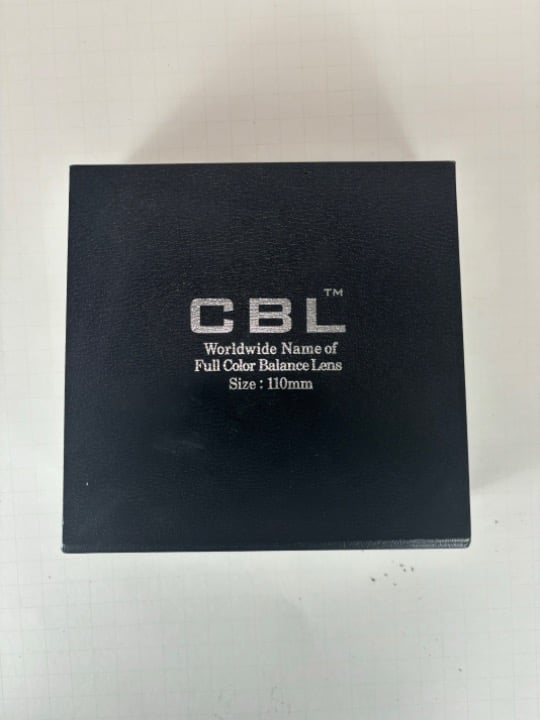 CBL™
Worldwide Name of
Full Color Balance Lens
Size : 110mm